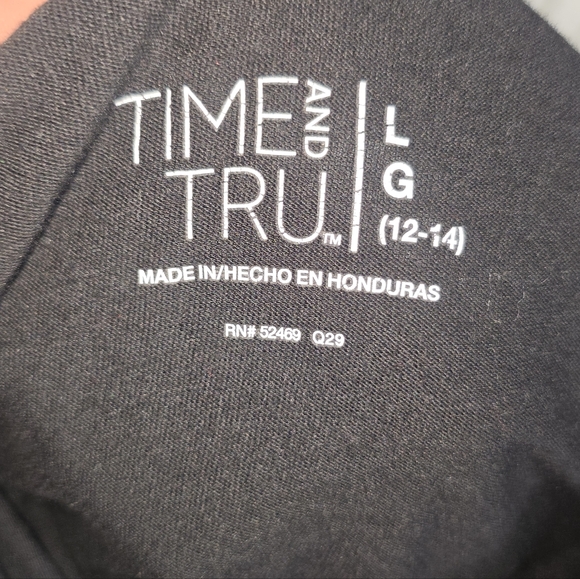 TIME AND
TRU™
L
G
(12-14)
MADE IN/HECHO EN HONDURAS
RN# 52469 Q29